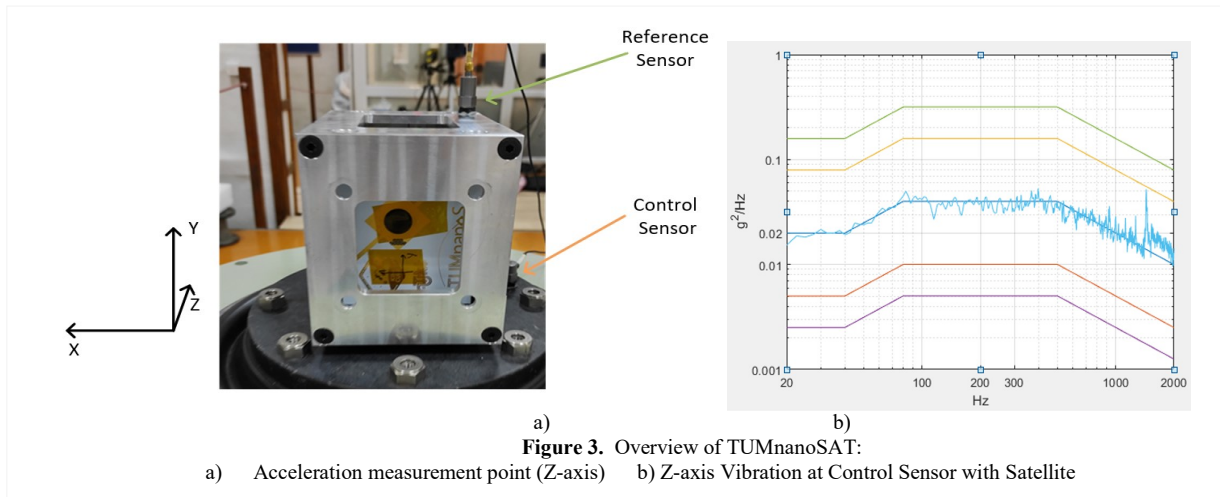 Reference
Sensor
Control
Sensor
Y
Z
X
TUMnanoS
Y
1
0.1
0.02
0.01
0.001
g²/Hz
20
100
200
300
1000
2000
Hz
a)
b)
Figure 3. Overview of TUMnanoSAT:
a) Acceleration measurement point (Z-axis) b) Z-axis Vibration at Control Sensor with Satellite